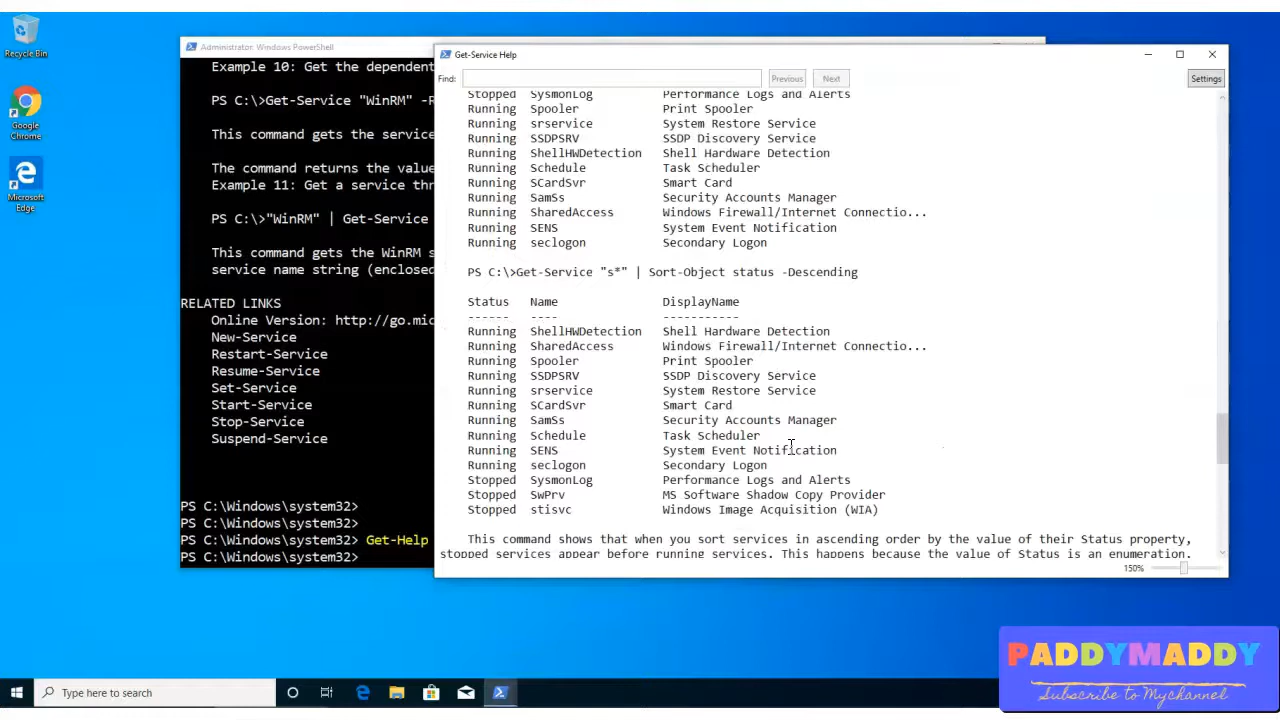 Recycle Bin
Google
Chrome
Microsoft
Edge
Administrator: Windows PowerShell
Example 10: Get the dependent
PS C:\>Get-Service "WinRM" -R
This command gets the service
The command returns the value
Example 11: Get a service thr
PS C:\>"WinRM" | Get-Service
This command gets the WinRM s
service name string (enclosed
RELATED LINKS
Online Version: http://go.mic
New-Service
Restart-Service
Resume-Service
Set-Service
Start-Service
Stop-Service
Suspend-Service
PS C:\Windows\system32>
PS C:\Windows\system32>
PS C:\Windows\system32> Get-Help
PS C:\Windows\system32>
Get-Service Help
Find:
Previous
Next
Settings
Stopped SysmonLog Performance Logs and Alerts
Running Spooler Print Spooler
Running srservice System Restore Service
Running SSDPSRV SSDP Discovery Service
Running ShellHWDetection Shell Hardware Detection
Running Schedule Task Scheduler
Running SCardSvr Smart Card
Running SamSs Security Accounts Manager
Running SharedAccess Windows Firewall/Internet Connectio...
Running SENS System Event Notification
Running seclogon Secondary Logon
PS C:\>Get-Service "s*" | Sort-Object status -Descending
Status Name DisplayName
------ ---- -----------
Running ShellHWDetection Shell Hardware Detection
Running SharedAccess Windows Firewall/Internet Connectio...
Running Spooler Print Spooler
Running SSDPSRV SSDP Discovery Service
Running srservice System Restore Service
Running SCardSvr Smart Card
Running SamSs Security Accounts Manager
Running Schedule Task Scheduler
Running SENS System Event Notification
Running seclogon Secondary Logon
Stopped SysmonLog Performance Logs and Alerts
Stopped SwPrv MS Software Shadow Copy Provider
Stopped stisvc Windows Image Acquisition (WIA)
This command shows that when you sort services in ascending order by the value of their Status property,
stopped services appear before running services. This happens because the value of Status is an enumeration.
150%
Type here to search
PADDYMADDY
Subscribe to Mychannel